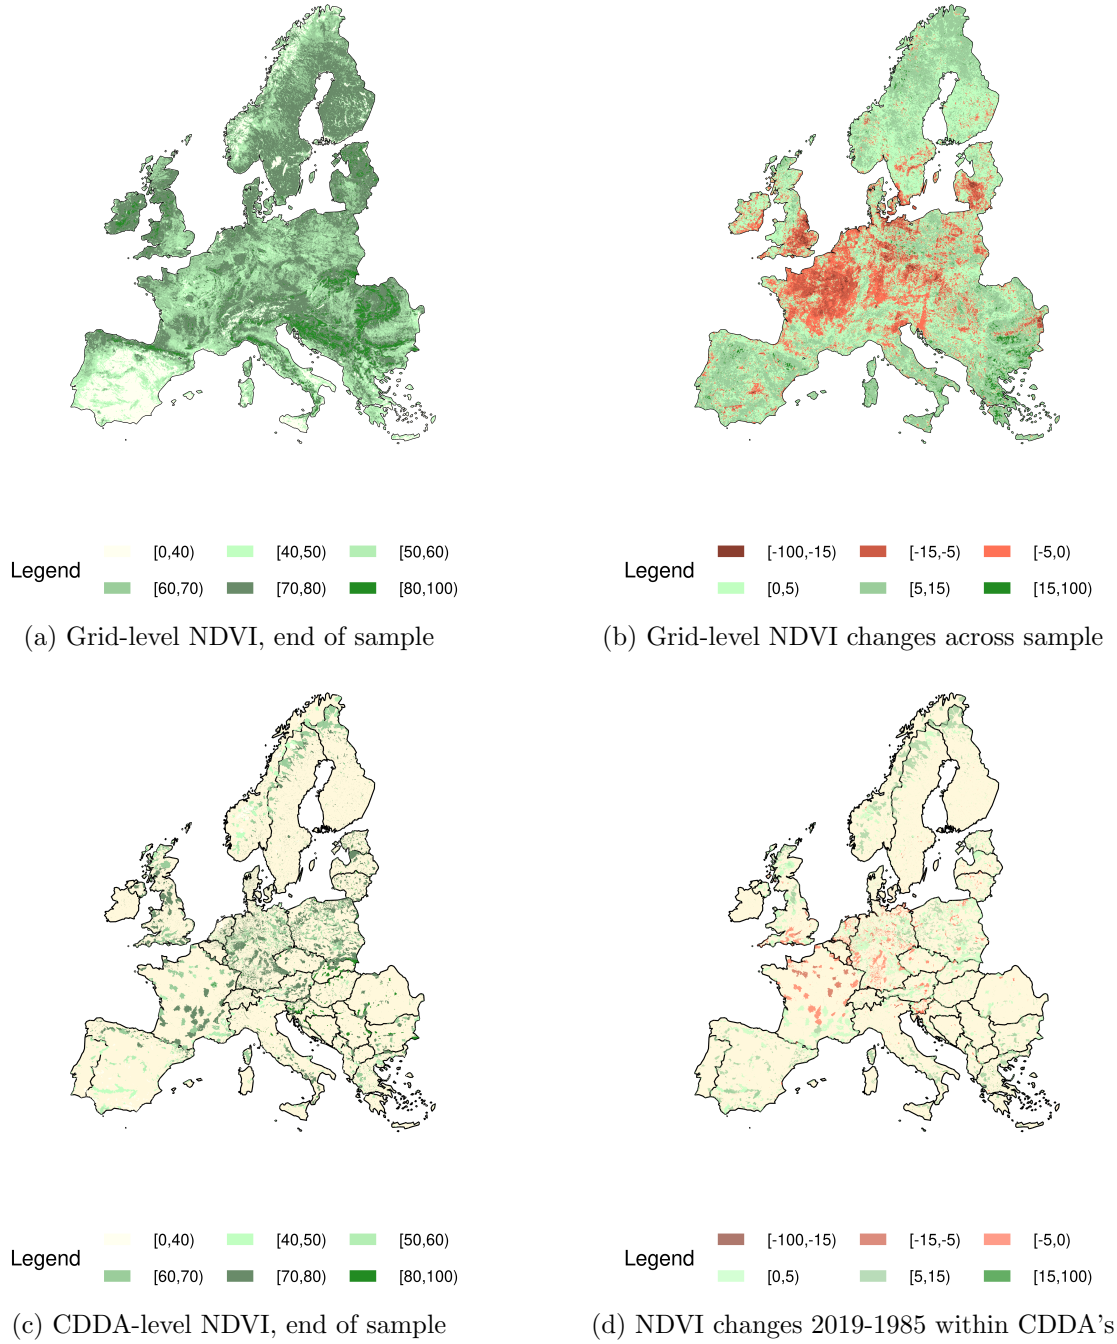 Legend
[0,40) [40,50) [50,60)
[60,70) [70,80) [80,100)
(a) Grid-level NDVI, end of sample
Legend
[-100,-15) [-15,-5) [-5,0)
[0,5) [5,15) [15,100)
(b) Grid-level NDVI changes across sample
Legend
[0,40) [40,50) [50,60)
[60,70) [70,80) [80,100)
(c) CDDA-level NDVI, end of sample
Legend
[-100,-15) [-15,-5) [-5,0)
[0,5) [5,15) [15,100)
(d) NDVI changes 2019-1985 within CDDA's